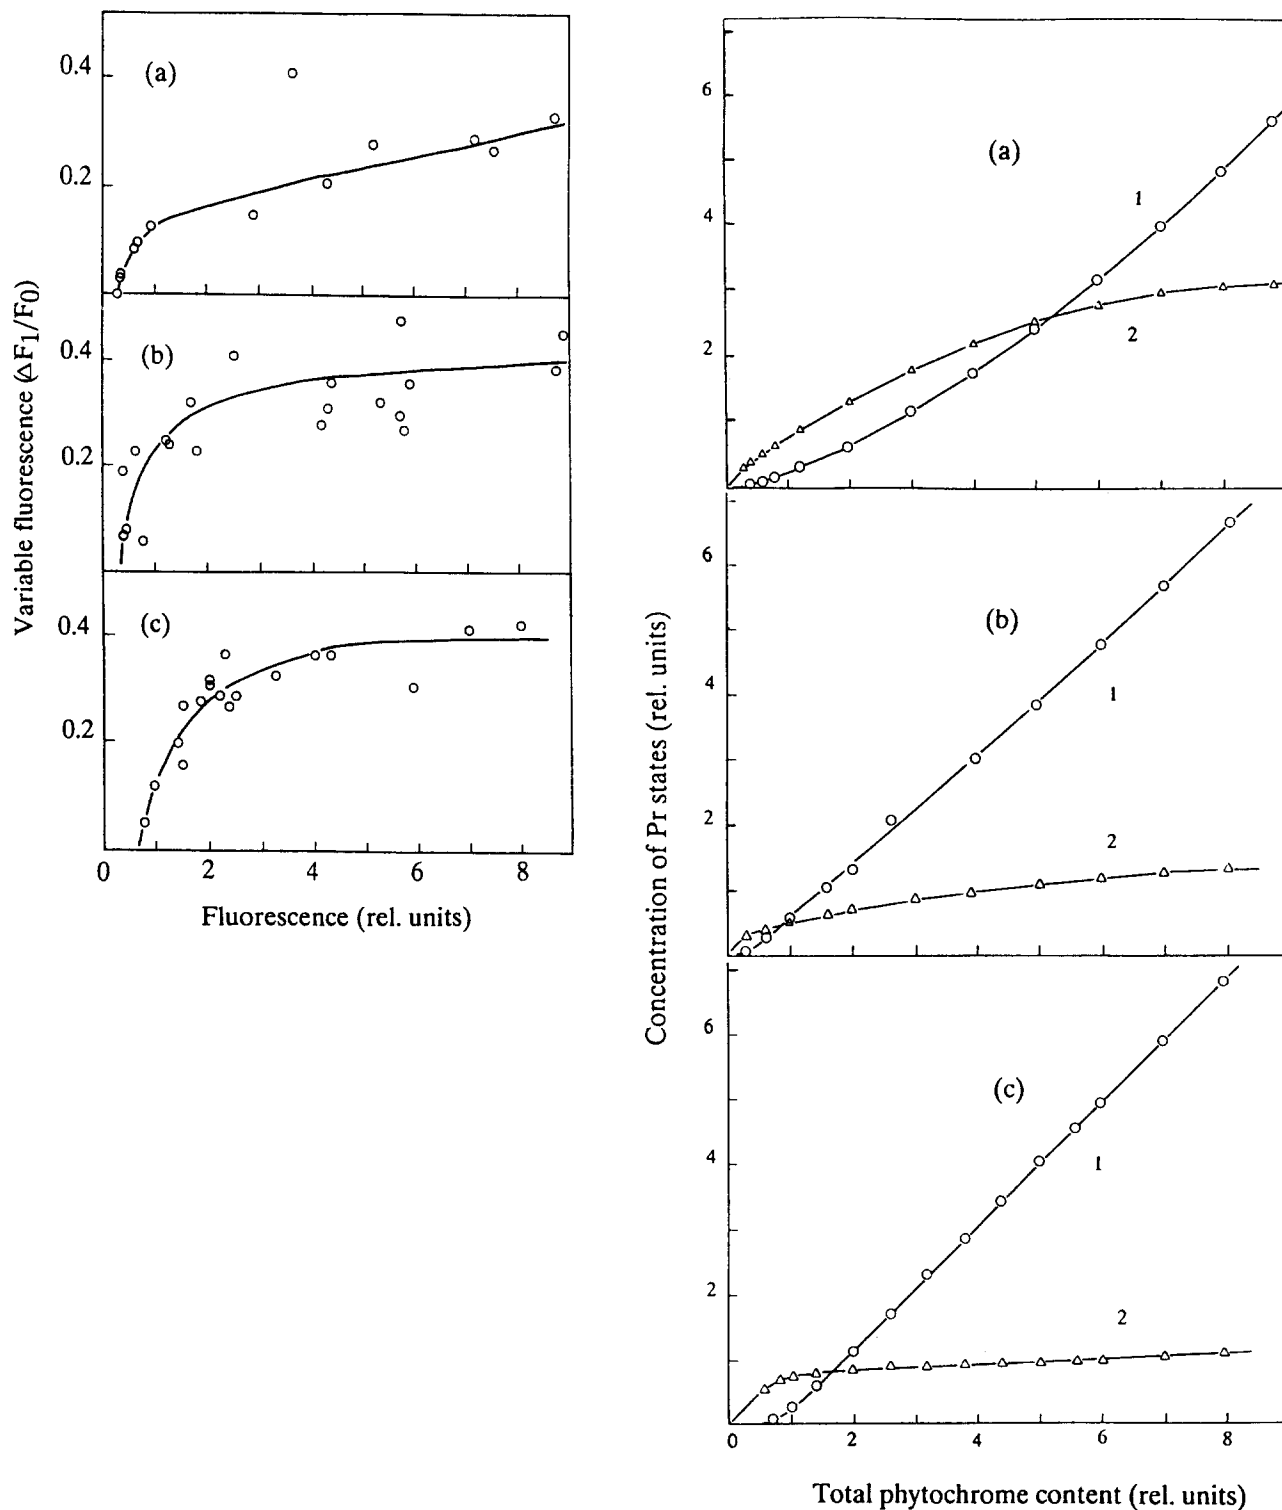 Variable fluorescence (ΔF1/F0)
(a)
0.4
0.2
(b)
0.4
0.2
(c)
0.4
0.2
0 2 4 6 8
Fluorescence (rel. units)
Concentration of Pr states (rel. units)
(a)
6
4
2
1
2
(b)
6
4
2
1
2
(c)
6
4
2
1
2
0 2 4 6 8
Total phytochrome content (rel. units)